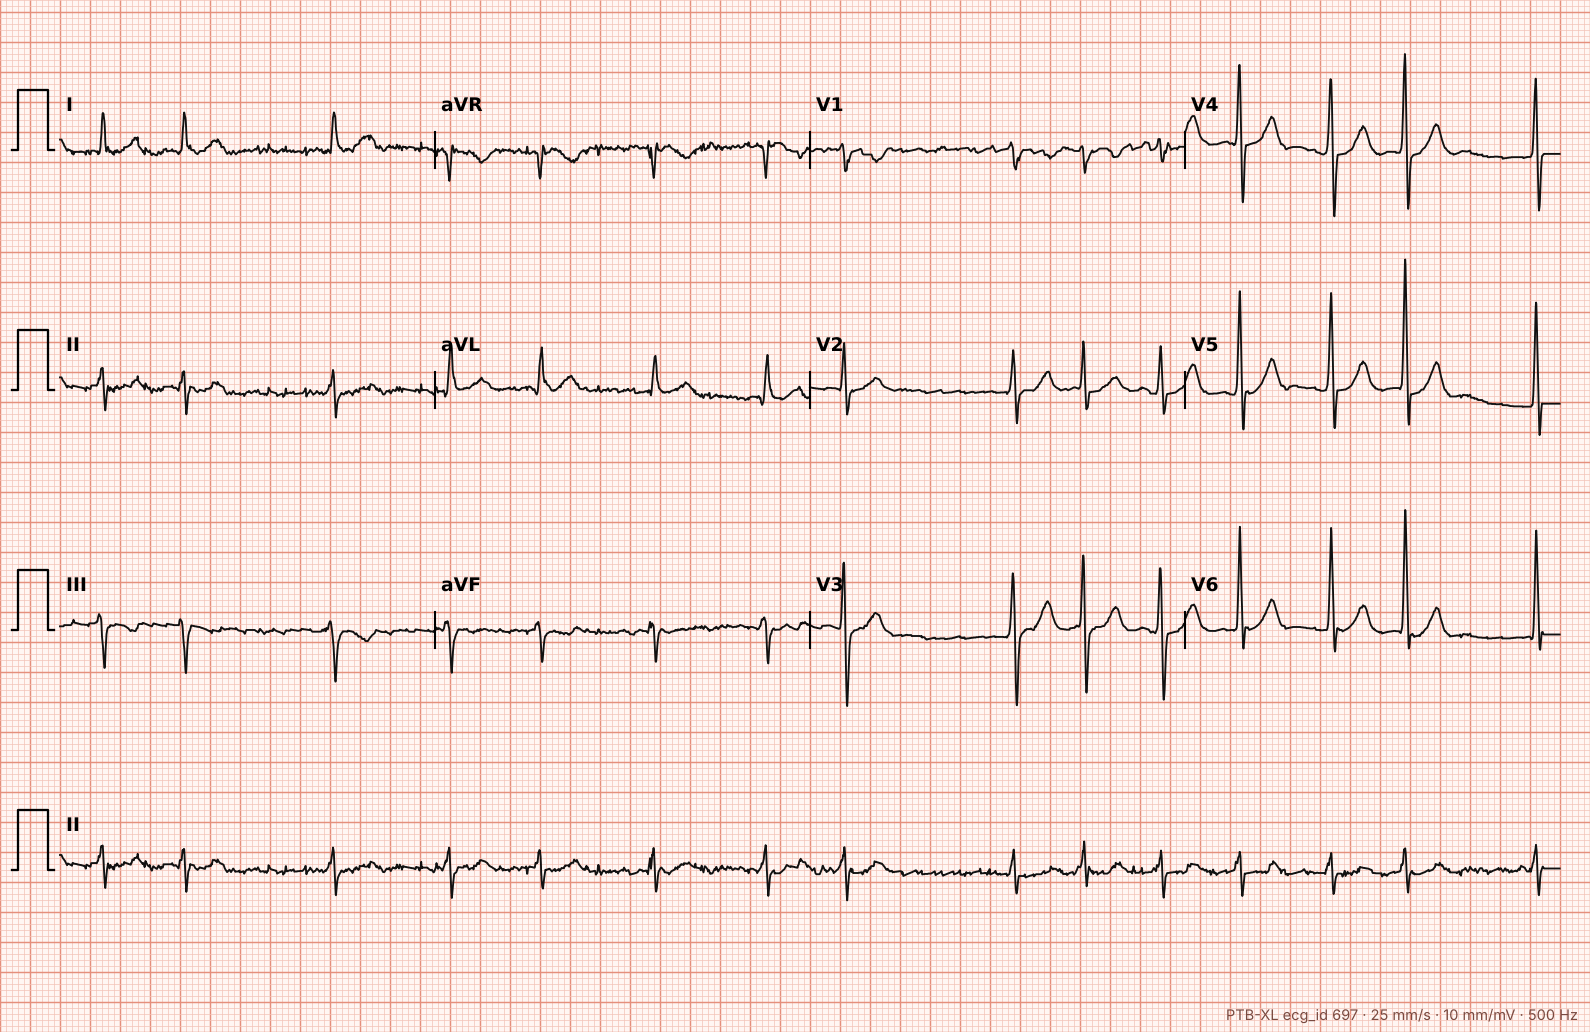 I aVR V1 V4
II aVL V2 V5
III aVF V3 V6
II
PTB-XL ecg_id 697 · 25 mm/s · 10 mm/mV · 500 Hz